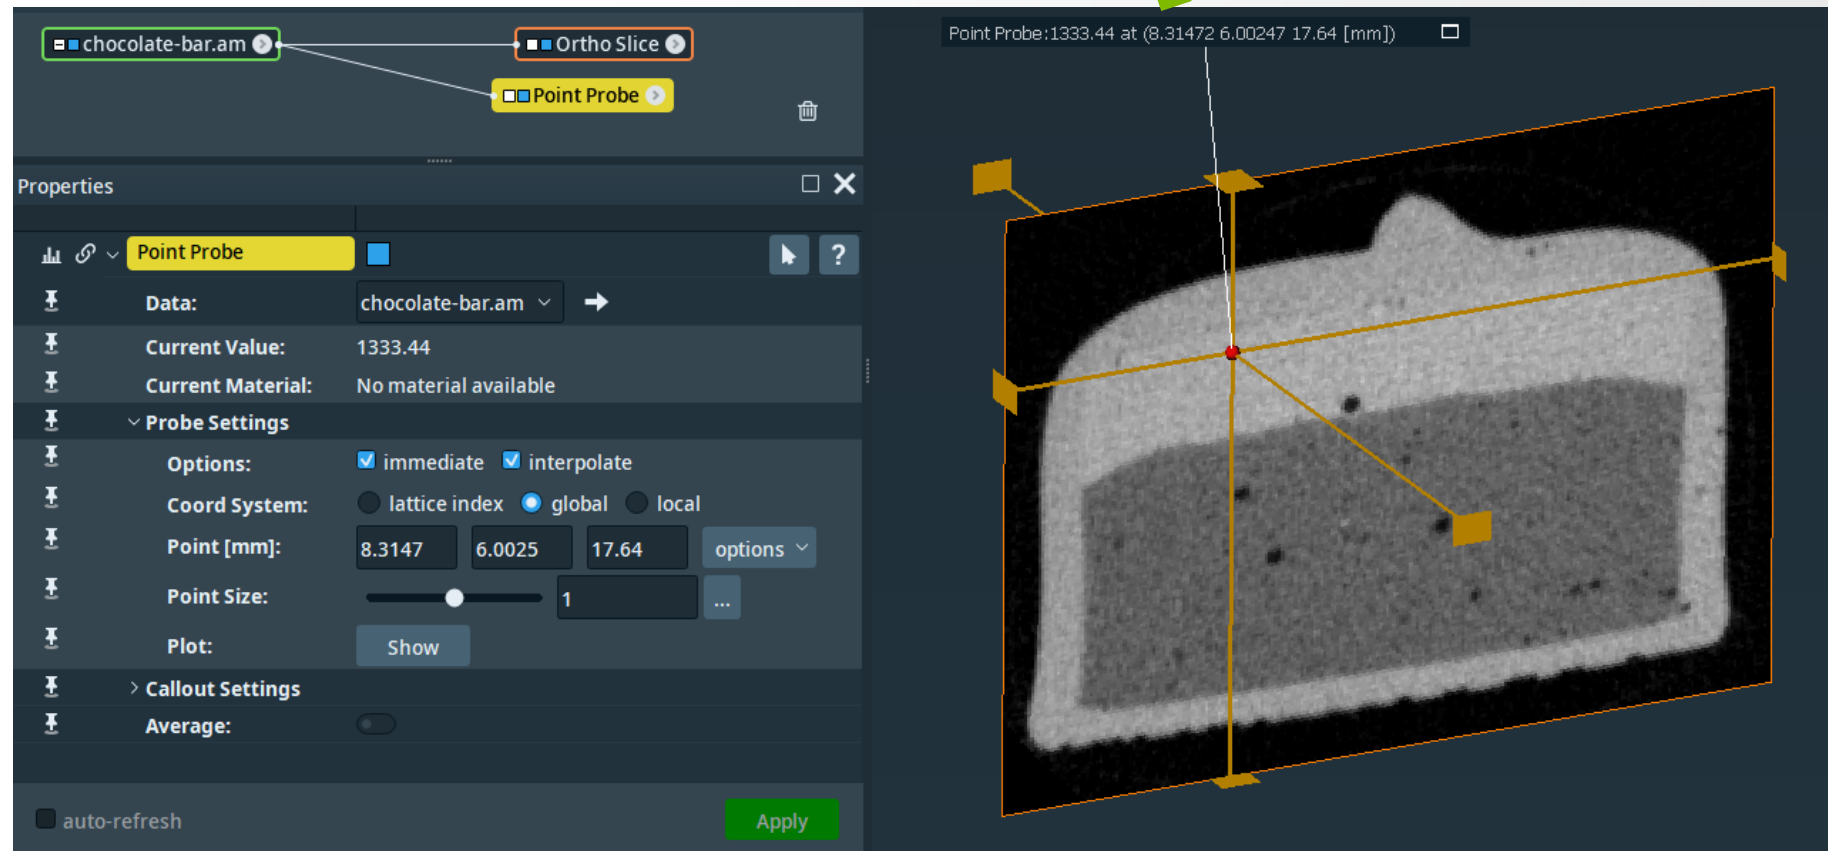 chocolate-bar.am
Ortho Slice
Point Probe
Properties
Point Probe
?
Data: chocolate-bar.am
Current Value: 1333.44
Current Material: No material available
Probe Settings
Options: immediate interpolate
Coord System: lattice index global local
Point [mm]: 8.3147 6.0025 17.64 options
Point Size: 1 ...
Plot: Show
Callout Settings
Average:
auto-refresh Apply
Point Probe:1333.44 at (8.31472 6.00247 17.64 [mm])